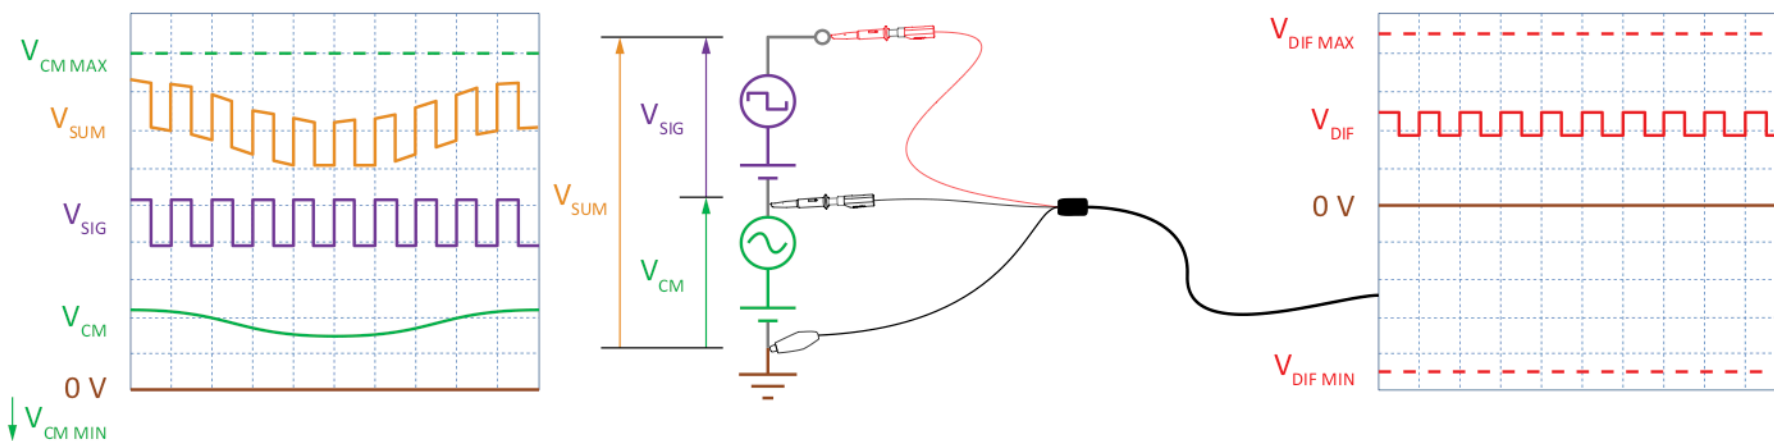 V CM MAX
V SUM
V SIG
V CM
0 V
V CM MIN
V SUM
V SIG
V CM
V DIF MAX
V DIF
0 V
V DIF MIN